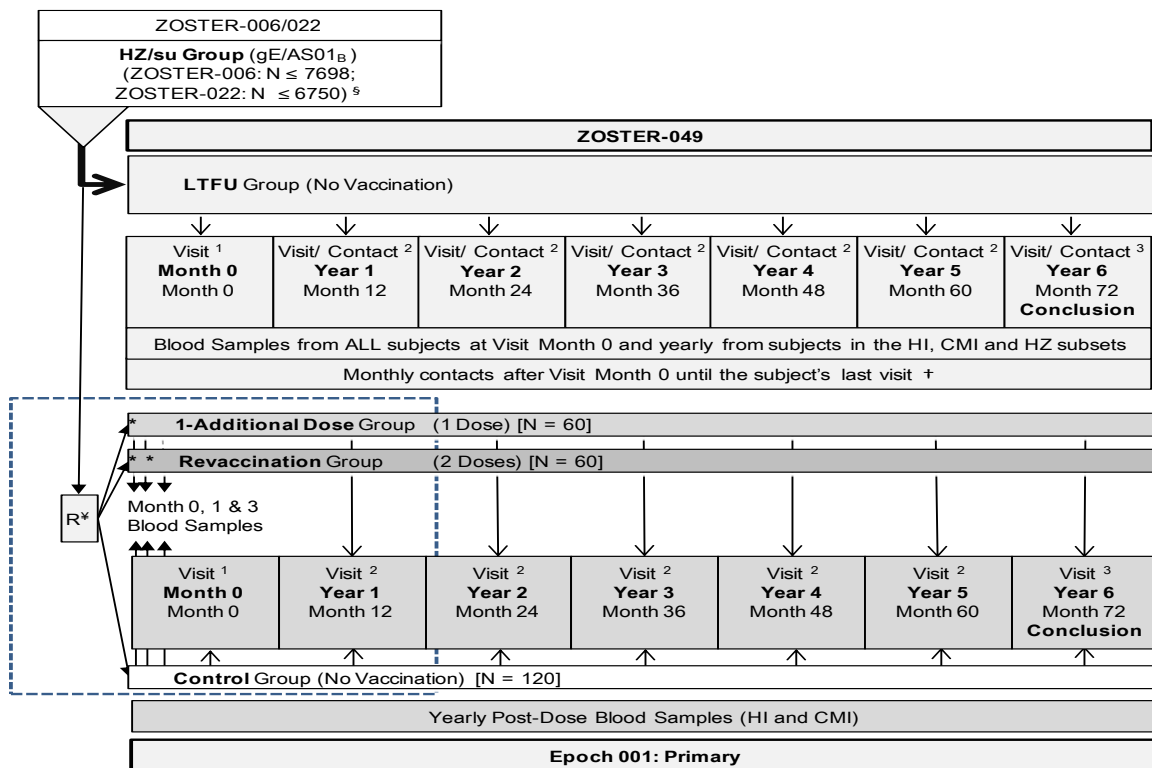 ZOSTER-006/022
HZ/su Group (gE/AS01B)
(ZOSTER-006: N ≤ 7698;
ZOSTER-022: N ≤ 6750) §
ZOSTER-049
LTFU Group (No Vaccination)
Visit 1
Month 0
Month 0
Visit/ Contact 2
Year 1
Month 12
Visit/ Contact 2
Year 2
Month 24
Visit/ Contact 2
Year 3
Month 36
Visit/ Contact 2
Year 4
Month 48
Visit/ Contact 2
Year 5
Month 60
Visit/ Contact 3
Year 6
Month 72
Conclusion
Blood Samples from ALL subjects at Visit Month 0 and yearly from subjects in the HI, CMI and HZ subsets
Monthly contacts after Visit Month 0 until the subject's last visit †
* 1-Additional Dose Group (1 Dose) [N = 60]
* * Revaccination Group (2 Doses) [N = 60]
R¥
Month 0, 1 & 3
Blood Samples
Visit 1
Month 0
Month 0
Visit 2
Year 1
Month 12
Visit 2
Year 2
Month 24
Visit 2
Year 3
Month 36
Visit 2
Year 4
Month 48
Visit 2
Year 5
Month 60
Visit 3
Year 6
Month 72
Conclusion
Control Group (No Vaccination) [N = 120]
Yearly Post-Dose Blood Samples (HI and CMI)
Epoch 001: Primary